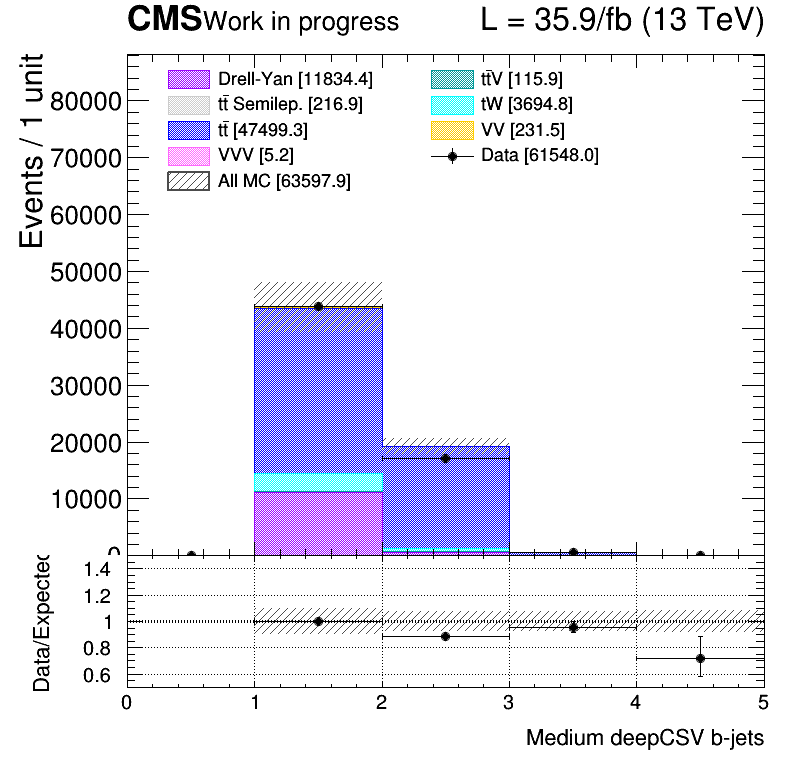 CMS Work in progress L = 35.9/fb (13 TeV)
Events / 1 unit
Drell-Yan [11834.4]
tt̄ Semilep. [216.9]
tt̄ [47499.3]
VVV [5.2]
All MC [63597.9]
tt̄V [115.9]
tW [3694.8]
VV [231.5]
Data [61548.0]
80000
70000
60000
50000
40000
30000
20000
10000
0
Data/Expected
1.4
1.2
1
0.8
0.6
0 1 2 3 4 5
Medium deepCSV b-jets